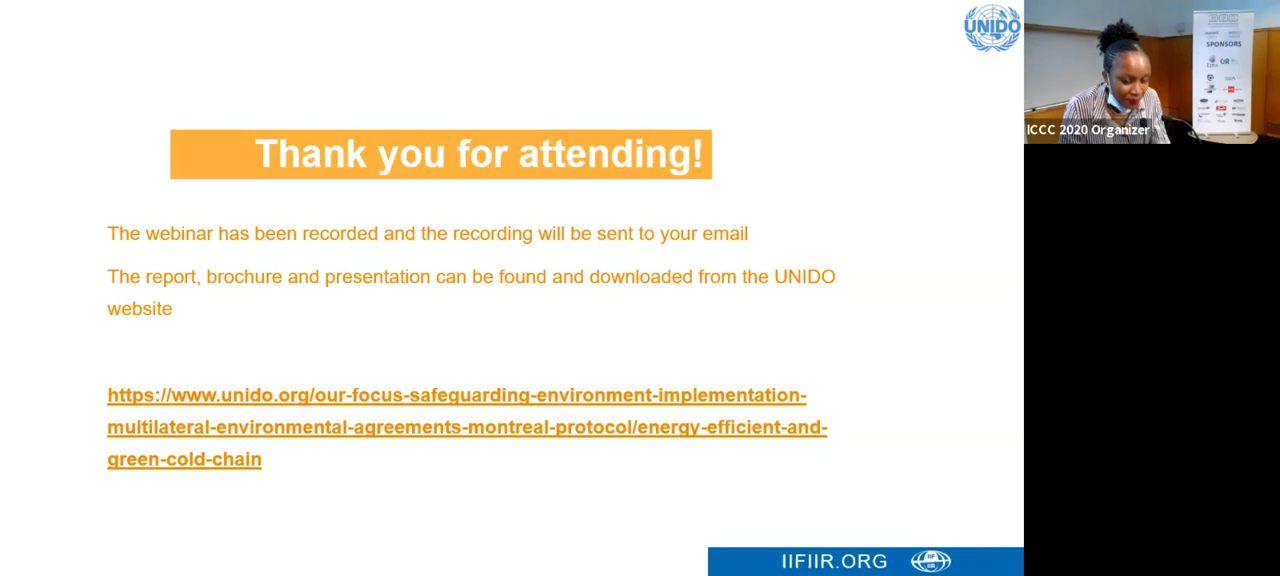 UNIDO
Thank you for attending!
The webinar has been recorded and the recording will be sent to your email
The report, brochure and presentation can be found and downloaded from the UNIDO
website
https://www.unido.org/our-focus-safeguarding-environment-implementation-
multilateral-environmental-agreements-montreal-protocol/energy-efficient-and-
green-cold-chain
IIFIIR.ORG
IIF
IIR
SPONSORS
ICCC 2020 Organizer